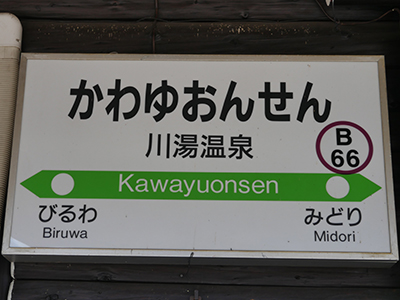 かわゆおんせん
川湯温泉
B
66
Kawayuonsen
びるわ
Biruwa
みどり
Midori